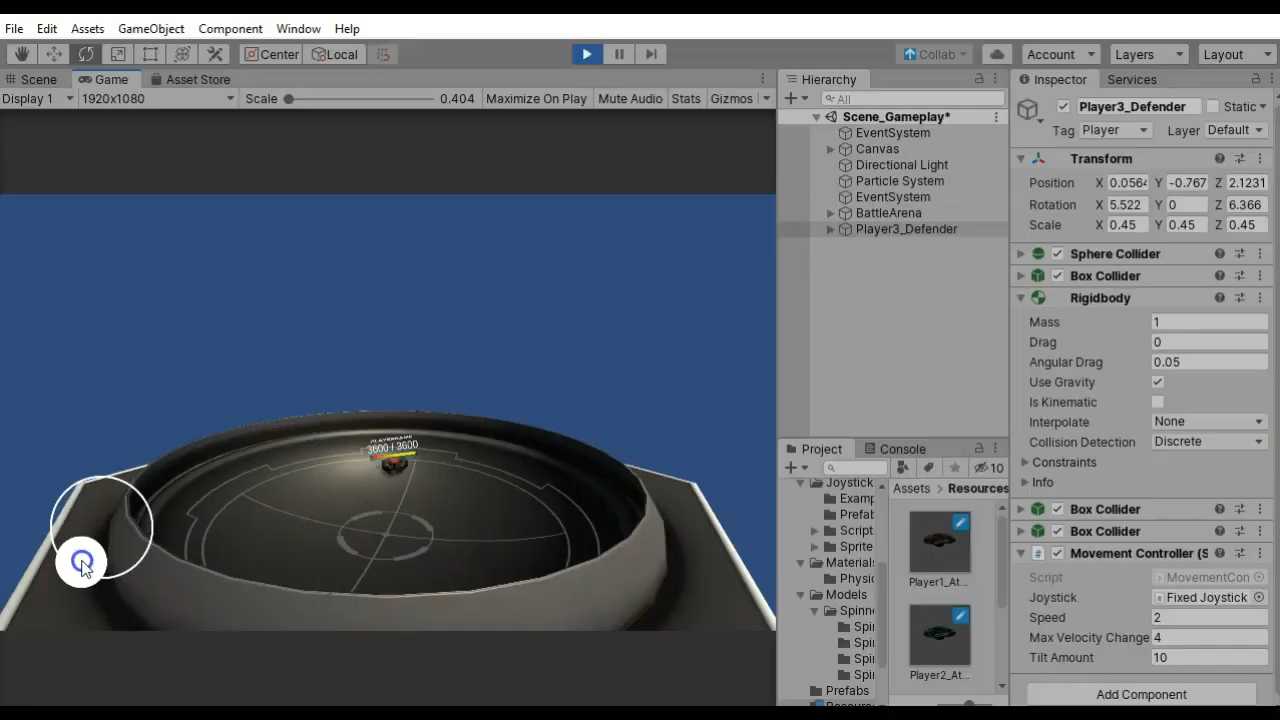 File Edit Assets GameObject Component Window Help
Center Local Collab Account Layers Layout
Scene Game Asset Store Hierarchy Inspector Services
Display 1 1920x1080 Scale 0.404 Maximize On Play Mute Audio Stats Gizmos All
Player3_Defender Static
Scene_Gameplay*
Tag Player Layer Default
EventSystem
Canvas
Directional Light
Particle System
EventSystem
BattleArena
Player3_Defender
Transform
Position X 0.056 Y -0.767 Z 2.1231
Rotation X 5.522 Y 0 Z 6.366
Scale X 0.45 Y 0.45 Z 0.45
Sphere Collider
Box Collider
Rigidbody
Mass 1
Drag 0
Angular Drag 0.05
Use Gravity
Is Kinematic
Interpolate None
Collision Detection Discrete
Constraints
Info
Box Collider
Box Collider
Movement Controller (S
Script MovementCon
Joystick Fixed Joystick
Speed 2
Max Velocity Change 4
Tilt Amount 10
Add Component
3600 / 3600
Project Console
10
Assets Resources
Joystick
Examp
Prefat
Script
Sprite
Material
Physic
Models
Spinn
Spi
Spi
Spi
Spi
Prefabs
Player1_At...
Player2_At...